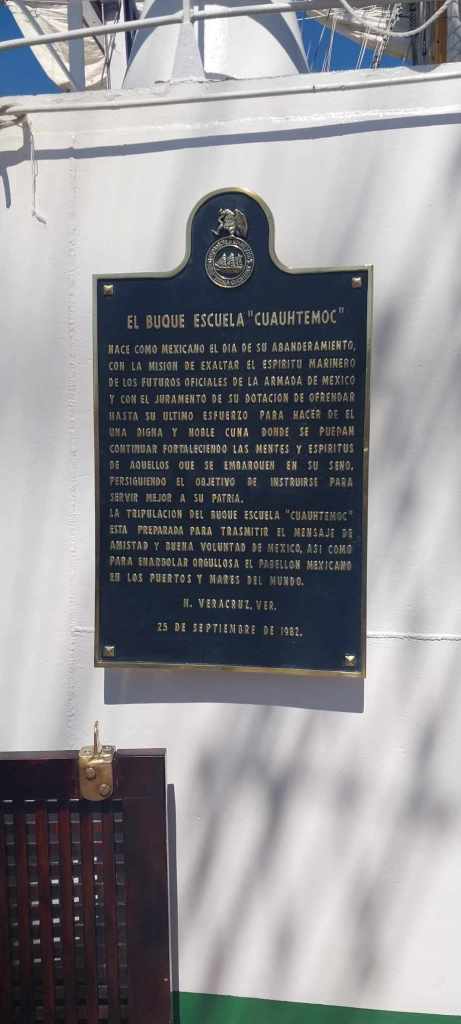 EL BUQUE ESCUELA "CUAUHTEMOC"
NACE COMO MEXICANO EL DIA DE SU ABANDERAMIENTO,
CON LA MISION DE EXALTAR EL ESPIRITU MARINERO
DE LOS FUTUROS OFICIALES DE LA ARMADA DE MEXICO
Y CON EL JURAMENTO DE SU DOTACION DE OFRENDAR
HASTA SU ULTIMO ESFUERZO PARA HACER DE EL
UNA DIGNA Y NOBLE CUNA DONDE SE PUEDAN
CONTINUAR FORTALECIENDO LAS MENTES Y ESPIRITUS
DE AQUELLOS QUE SE EMBARQUEN EN SU SENO,
PERSIGUIENDO EL OBJETIVO DE INSTRUIRSE PARA
SERVIR MEJOR A SU PATRIA.
LA TRIPULACION DEL BUQUE ESCUELA "CUAUHTEMOC"
ESTA PREPARADA PARA TRASMITIR EL MENSAJE DE
AMISTAD Y BUENA VOLUNTAD DE MEXICO, ASI COMO
PARA ENARBOLAR ORGULLOSA EL PABELLON MEXICANO
EN LOS PUERTOS Y MARES DEL MUNDO.
H. VERACRUZ, VER.
25 DE SEPTIEMBRE DE 1982.